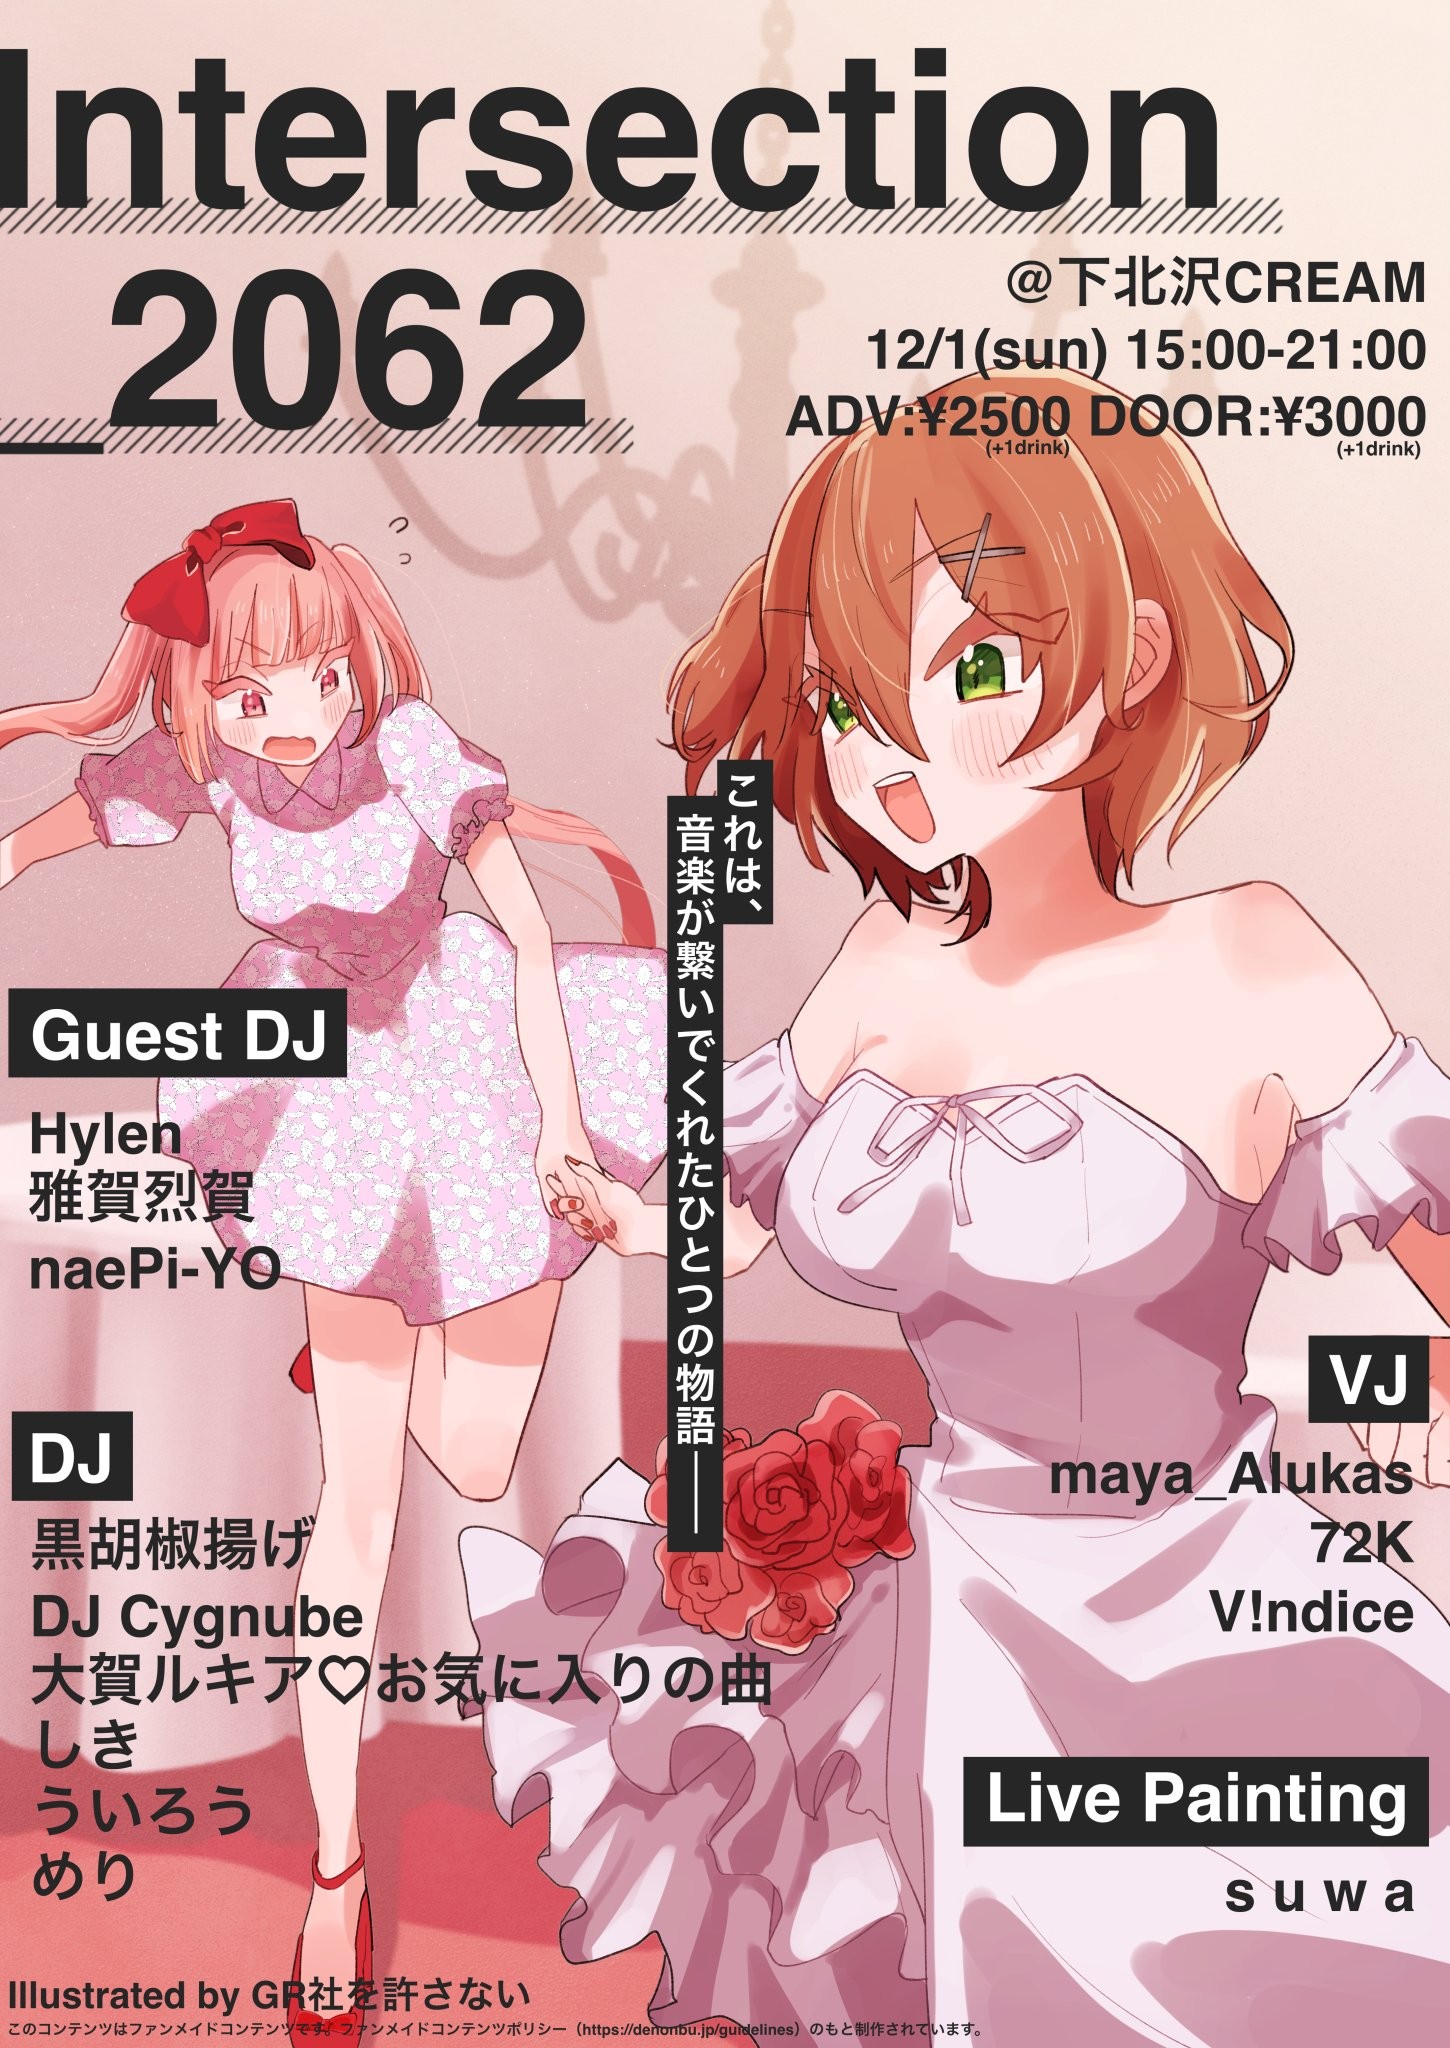 Intersection
_2062
@下北沢CREAM
12/1(sun) 15:00-21:00
ADV:¥2500 DOOR:¥3000
(+1drink) (+1drink)
これは、
音楽が繋いでくれたひとつの物語——
Guest DJ
Hylen
雅賀烈賀
naePi-YO
DJ
黒胡椒揚げ
DJ Cygnube
大賀ルキア♡お気に入りの曲
しき
ういろう
めり
VJ
maya_Alukas
72K
V!ndice
Live Painting
s u w a
Illustrated by GR社を許さない
このコンテンツはファンメイドコンテンツです。ファンメイドコンテンツポリシー（https://denonbu.jp/guidelines）のもと制作されています。